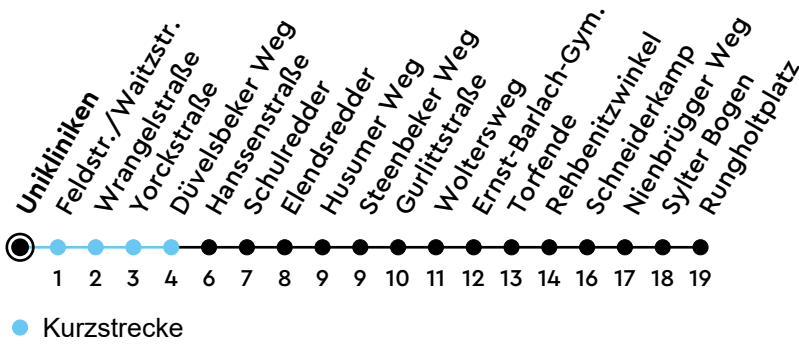 Unikliniken
Feldstr./Waitzstr.
Wrangelstraße
Yorckstraße
Düvelsbeker Weg
Hanssenstraße
Schulredder
Elendsredder
Husumer Weg
Steenbeker Weg
Gurlittstraße
Woltersweg
Ernst-Barlach-Gym.
Torfende
Rehbenitzwinkel
Schneiderkamp
Nienbrügger Weg
Sylter Bogen
Rungholtplatz
1 2 3 4 6 7 8 9 9 10 11 12 13 14 16 17 18 19
Kurzstrecke